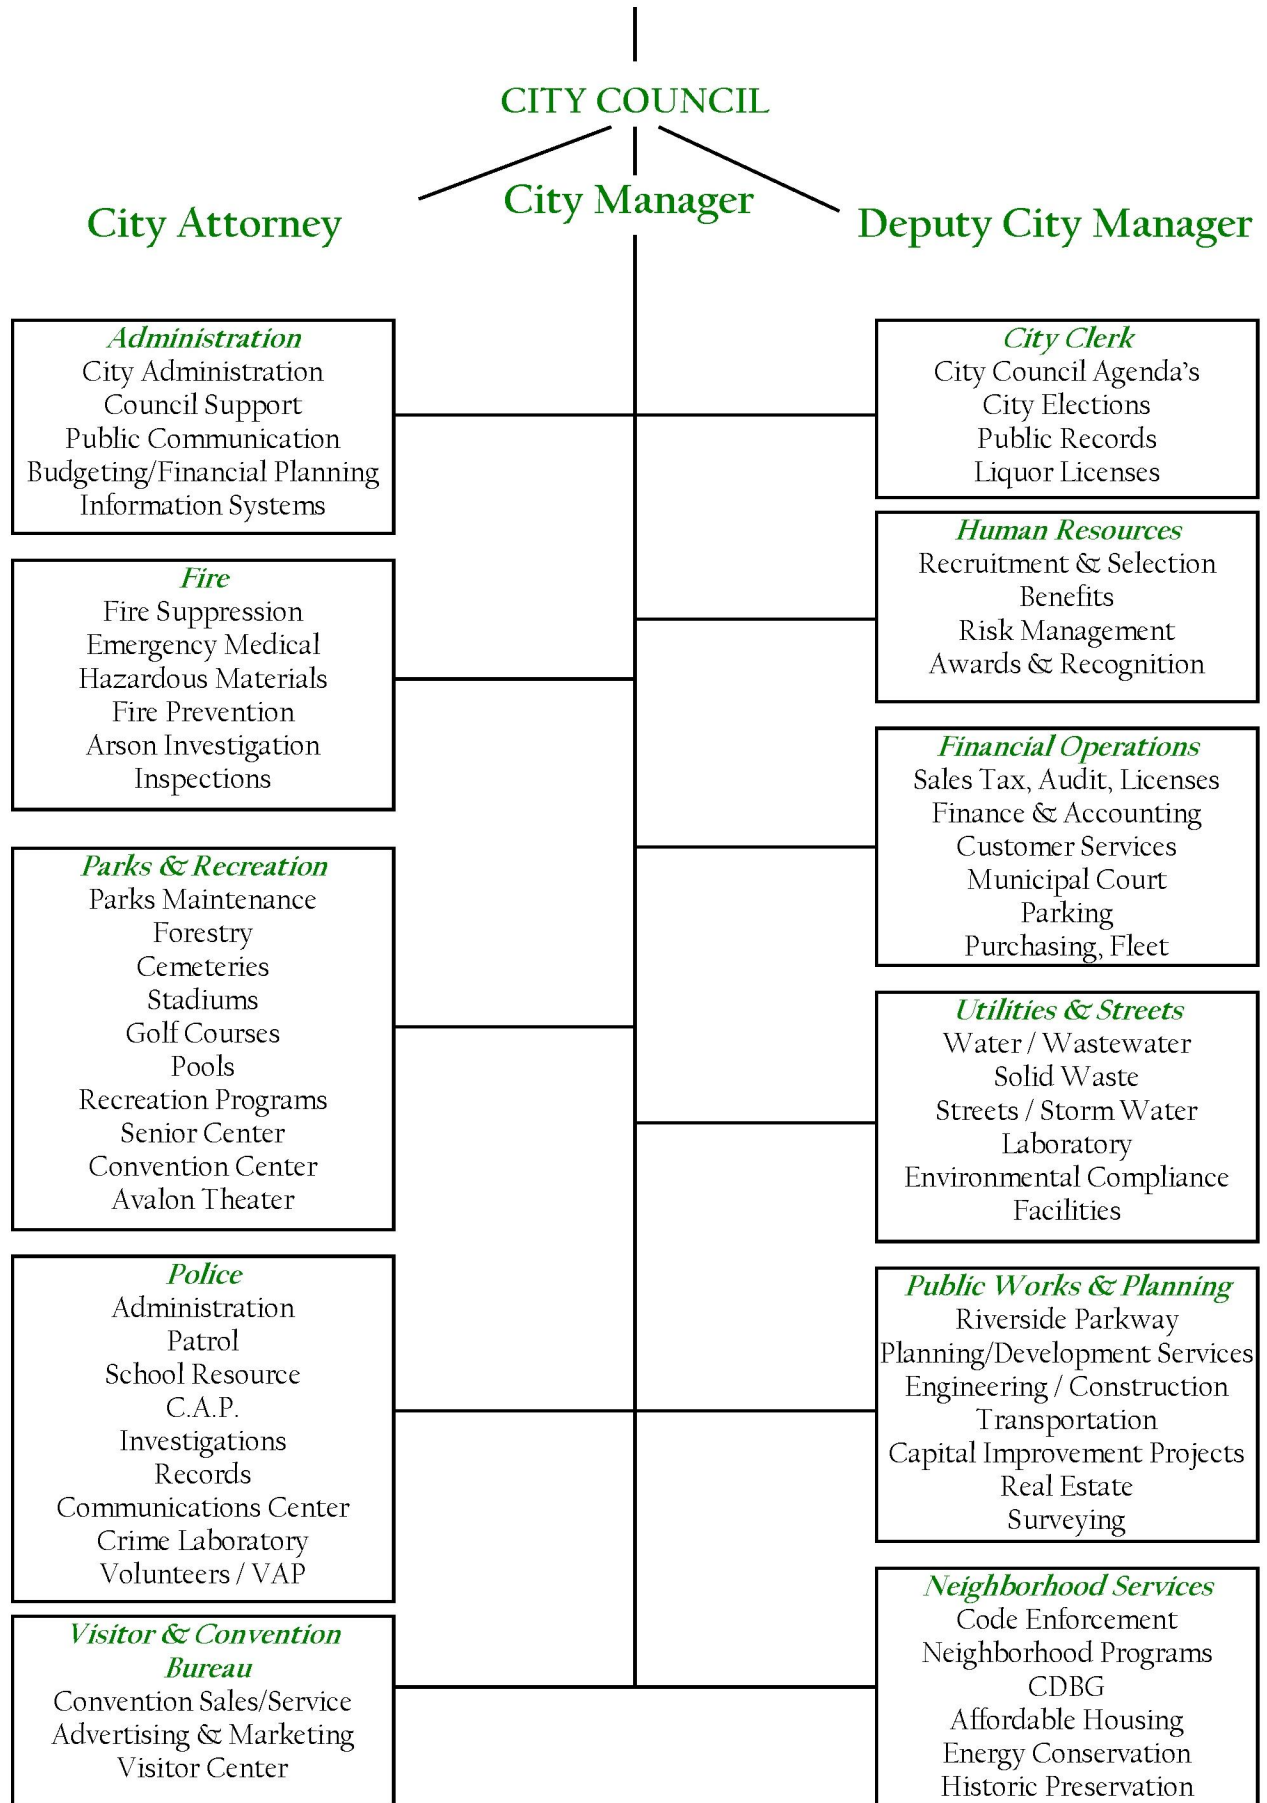 CITY COUNCIL
City Attorney
City Manager
Deputy City Manager
Administration
City Administration
Council Support
Public Communication
Budgeting/Financial Planning
Information Systems
Fire
Fire Suppression
Emergency Medical
Hazardous Materials
Fire Prevention
Arson Investigation
Inspections
Parks & Recreation
Parks Maintenance
Forestry
Cemeteries
Stadiums
Golf Courses
Pools
Recreation Programs
Senior Center
Convention Center
Avalon Theater
Police
Administration
Patrol
School Resource
C.A.P.
Investigations
Records
Communications Center
Crime Laboratory
Volunteers / VAP
Visitor & Convention
Bureau
Convention Sales/Service
Advertising & Marketing
Visitor Center
City Clerk
City Council Agenda's
City Elections
Public Records
Liquor Licenses
Human Resources
Recruitment & Selection
Benefits
Risk Management
Awards & Recognition
Financial Operations
Sales Tax, Audit, Licenses
Finance & Accounting
Customer Services
Municipal Court
Parking
Purchasing, Fleet
Utilities & Streets
Water / Wastewater
Solid Waste
Streets / Storm Water
Laboratory
Environmental Compliance
Facilities
Public Works & Planning
Riverside Parkway
Planning/Development Services
Engineering / Construction
Transportation
Capital Improvement Projects
Real Estate
Surveying
Neighborhood Services
Code Enforcement
Neighborhood Programs
CDBG
Affordable Housing
Energy Conservation
Historic Preservation